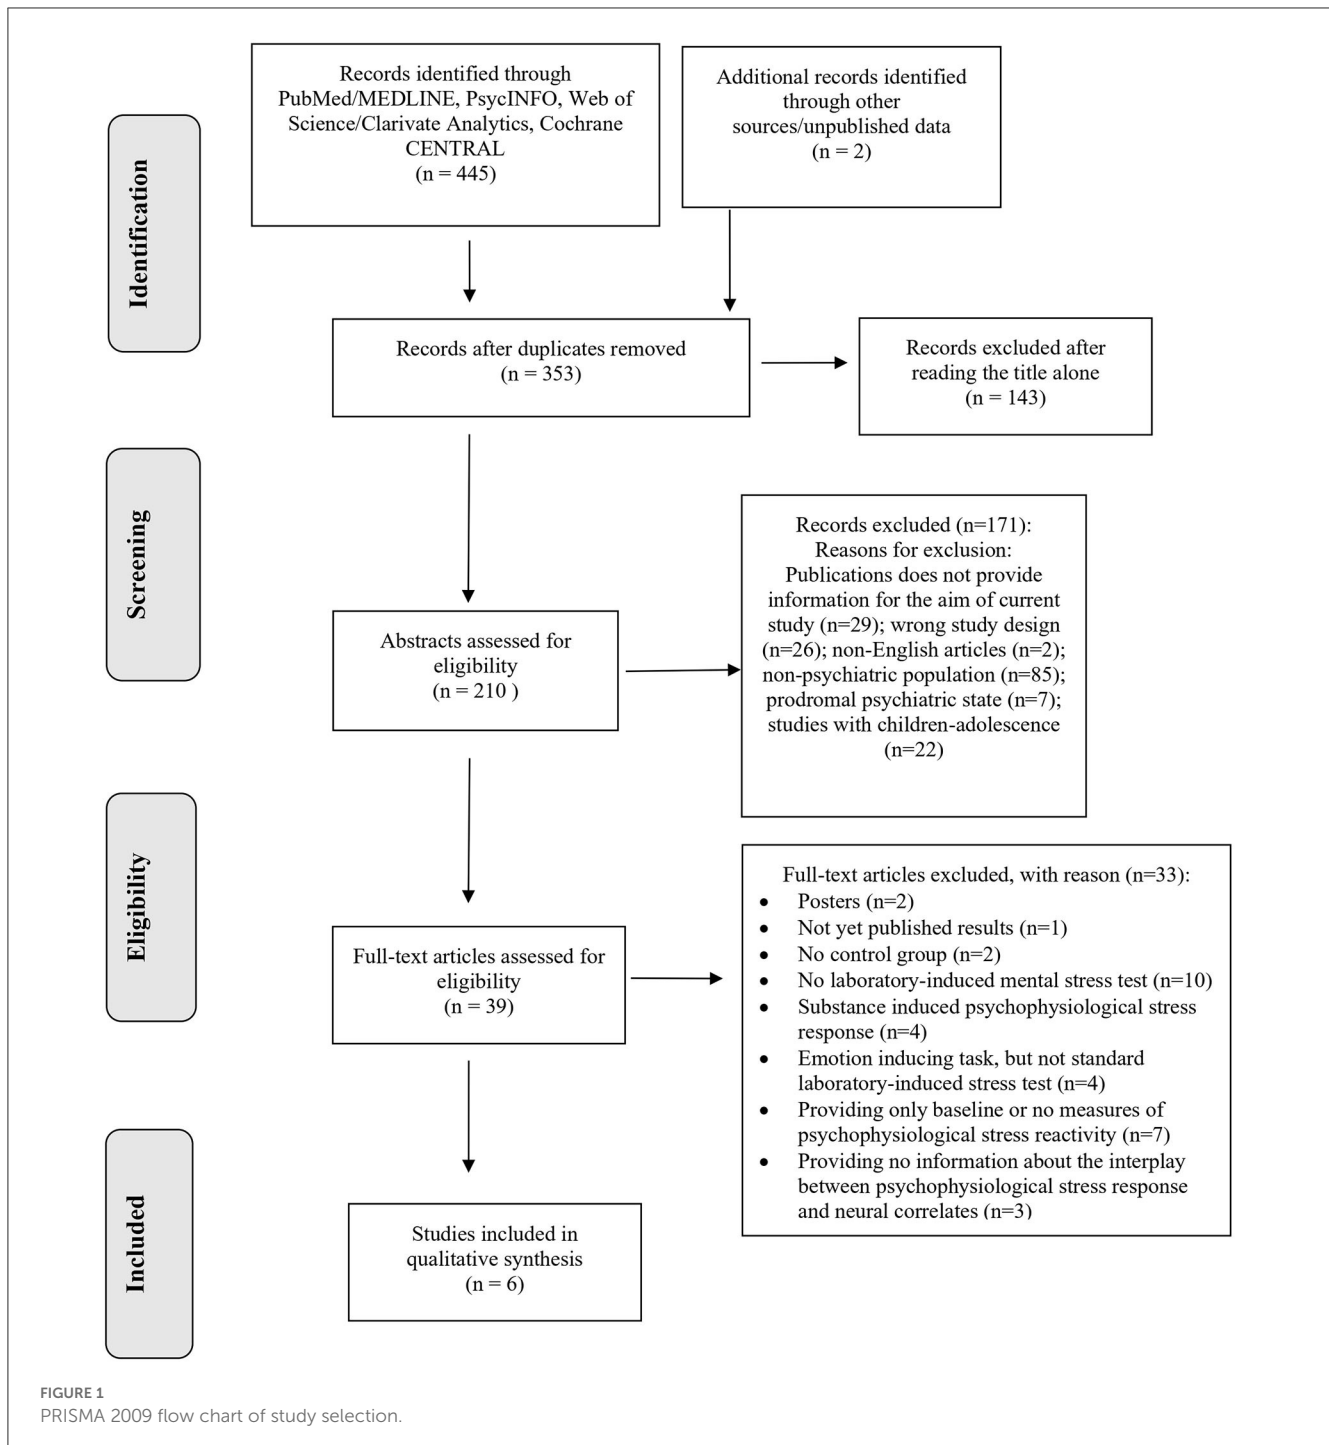 Records identified through
PubMed/MEDLINE, PsycINFO, Web of
Science/Clarivate Analytics, Cochrane
CENTRAL
(n = 445)
Additional records identified
through other
sources/unpublished data
(n = 2)
Identification
Records after duplicates removed
(n = 353)
Records excluded after
reading the title alone
(n = 143)
Screening
Abstracts assessed for
eligibility
(n = 210 )
Records excluded (n=171):
Reasons for exclusion:
Publications does not provide
information for the aim of current
study (n=29); wrong study design
(n=26); non-English articles (n=2);
non-psychiatric population (n=85);
prodromal psychiatric state (n=7);
studies with children-adolescence
(n=22)
Eligibility
Full-text articles assessed for
eligibility
(n = 39)
Full-text articles excluded, with reason (n=33):
• Posters (n=2)
• Not yet published results (n=1)
• No control group (n=2)
• No laboratory-induced mental stress test (n=10)
• Substance induced psychophysiological stress
response (n=4)
• Emotion inducing task, but not standard
laboratory-induced stress test (n=4)
• Providing only baseline or no measures of
psychophysiological stress reactivity (n=7)
• Providing no information about the interplay
between psychophysiological stress response
and neural correlates (n=3)
Included
Studies included in
qualitative synthesis
(n = 6)
FIGURE 1
PRISMA 2009 flow chart of study selection.